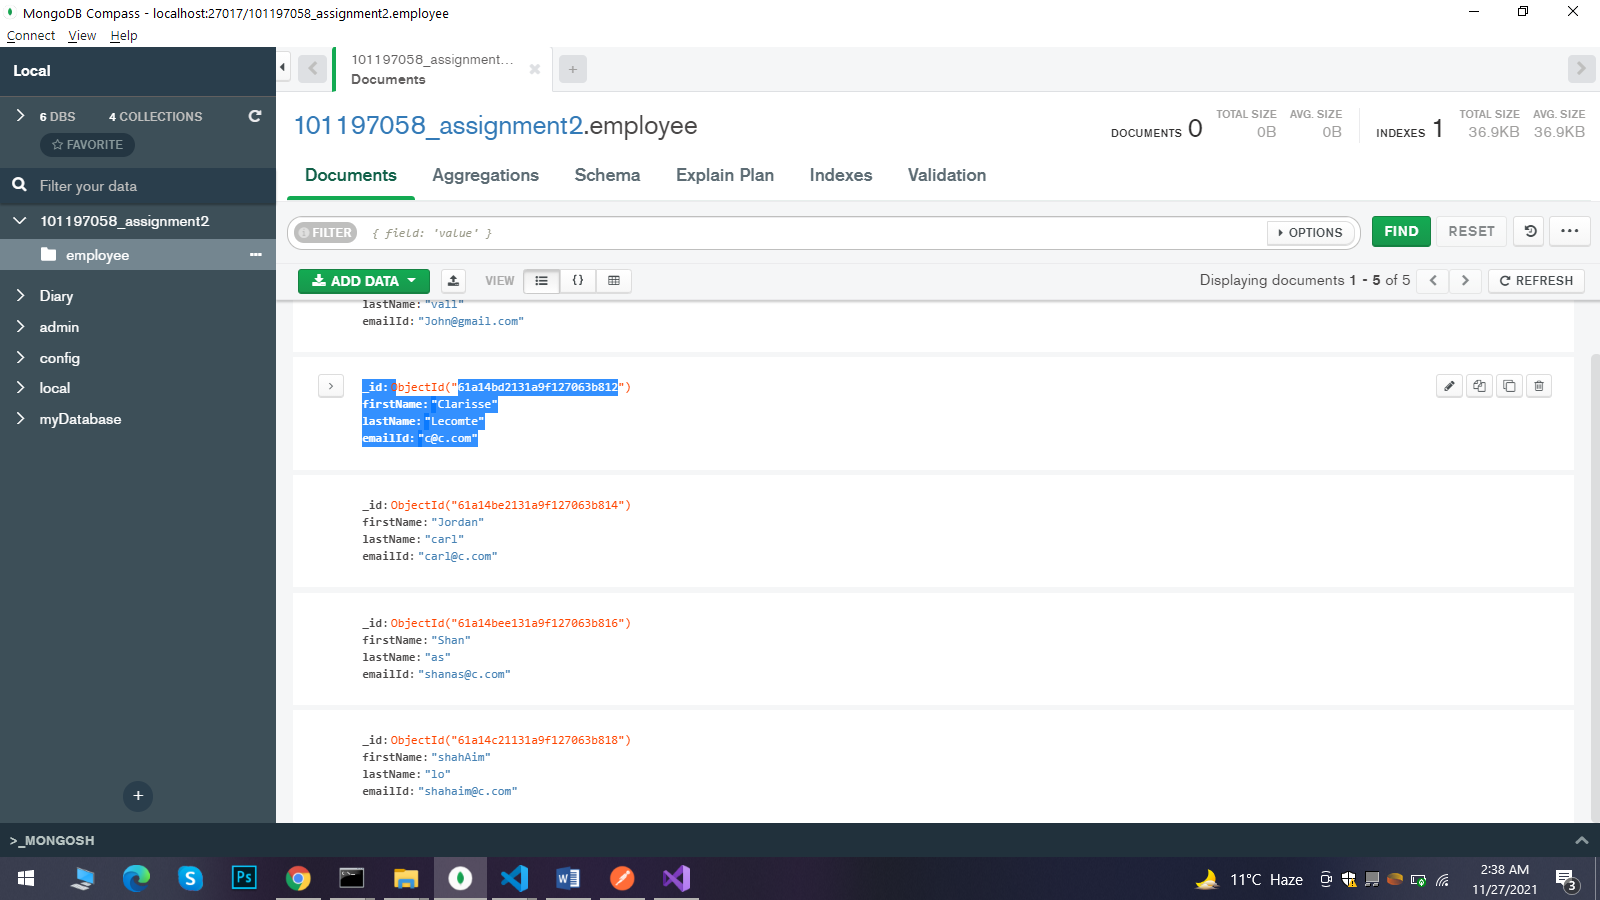 MongoDB Compass - localhost:27017/101197058_assignment2.employee
Connect View Help
Local
6 DBS 4 COLLECTIONS
FAVORITE
Filter your data
101197058_assignment2
employee
Diary
admin
config
local
myDatabase
101197058_assignment...
Documents
101197058_assignment2.employee
DOCUMENTS 0 TOTAL SIZE 0B AVG. SIZE 0B INDEXES 1 TOTAL SIZE 36.9KB AVG. SIZE 36.9KB
Documents Aggregations Schema Explain Plan Indexes Validation
FILTER { field: 'value' } OPTIONS FIND RESET
ADD DATA VIEW {} Displaying documents 1 - 5 of 5 REFRESH
lastName: "vall"
emailId: "John@gmail.com"
_id: ObjectId("61a14bd2131a9f127063b812")
firstName: "Clarisse"
lastName: "Lecomte"
emailId: "c@c.com"
_id: ObjectId("61a14be2131a9f127063b814")
firstName: "Jordan"
lastName: "carl"
emailId: "carl@c.com"
_id: ObjectId("61a14bee131a9f127063b816")
firstName: "Shan"
lastName: "as"
emailId: "shanas@c.com"
_id: ObjectId("61a14c21131a9f127063b818")
firstName: "shahAim"
lastName: "lo"
emailId: "shahaim@c.com"
>_MONGOSH
Ps
11°C Haze
2:38 AM
11/27/2021
3